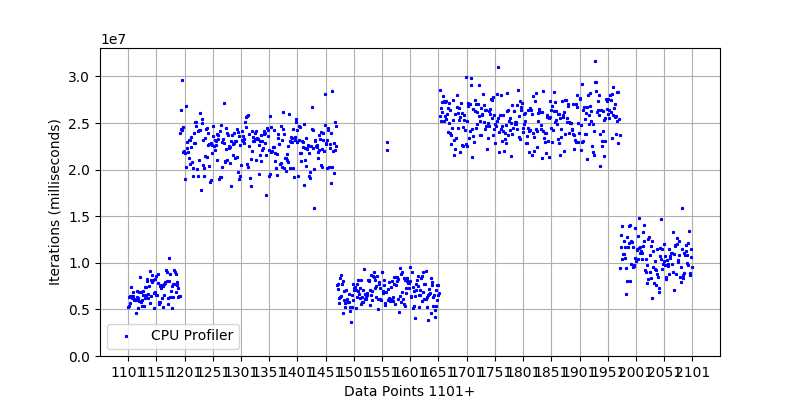 1e7
3.0
2.5
2.0
1.5
1.0
0.5
0.0
Iterations (milliseconds)
CPU Profiler
1101 1151 1201 1251 1301 1351 1401 1451 1501 1551 1601 1651 1701 1751 1801 1851 1901 1951 2001 2051 2101
Data Points 1101+